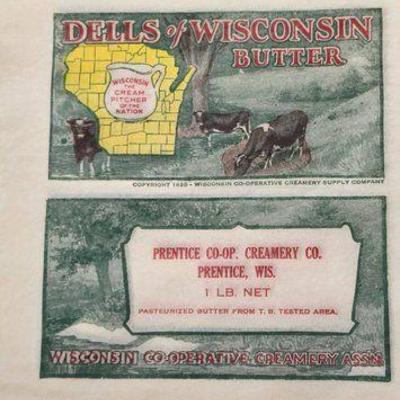 DELLS of WISCONSIN
BUTTER
WISCONSIN
THE
CREAM
PITCHER
OF THE
NATION
COPYRIGHT 1925 - WISCONSIN CO-OPERATIVE CREAMERY SUPPLY COMPANY
PRENTICE CO-OP. CREAMERY CO.
PRENTICE, WIS.
1 LB. NET
PASTEURIZED BUTTER FROM T. B. TESTED AREA.
WISCONSIN CO-OPERATIVE CREAMERY ASSN.